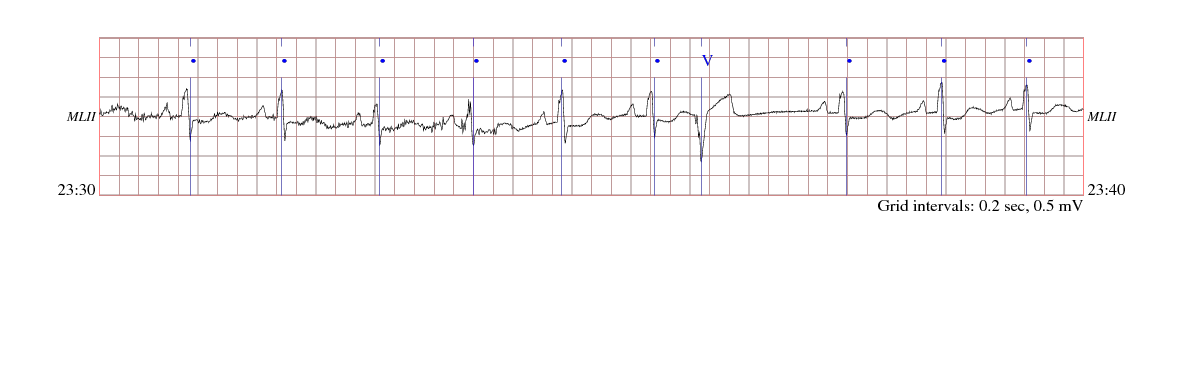 • • • • • • V • • •
MLII MLII
23:30 23:40
Grid intervals: 0.2 sec, 0.5 mV